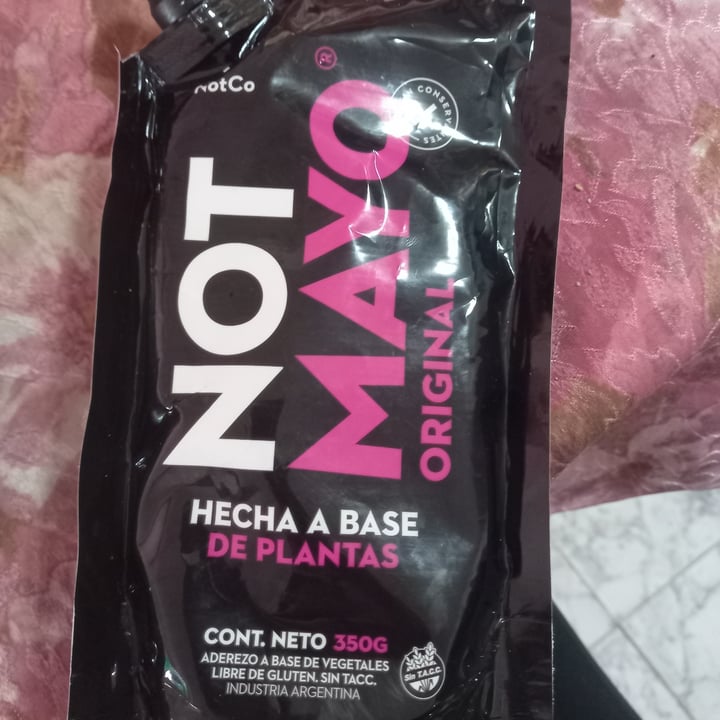 NotCo
NOT
MAYO®
ORIGINAL
HECHA A BASE
DE PLANTAS
CONT. NETO 350G
ADEREZO A BASE DE VEGETALES
LIBRE DE GLUTEN. SIN TACC.
INDUSTRIA ARGENTINA
Sin T.A.C.C.